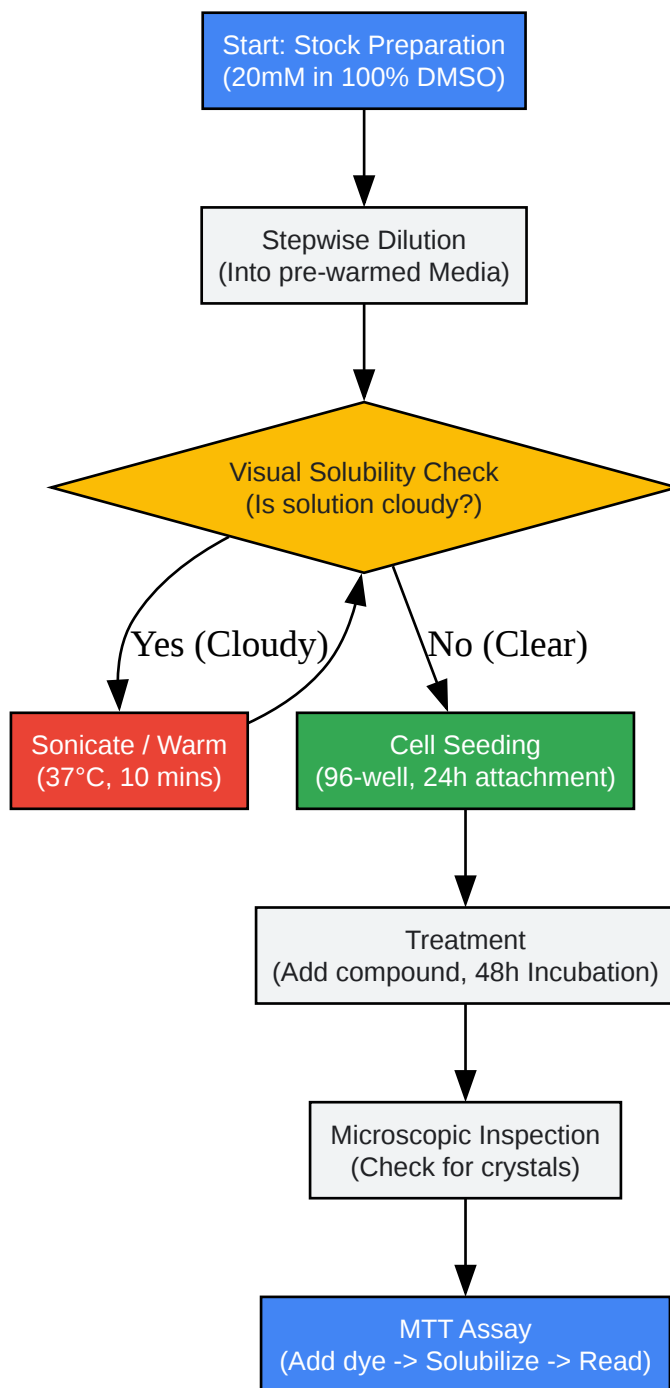 Start: Stock Preparation
(20mM in 100% DMSO)
Stepwise Dilution
(Into pre-warmed Media)
Visual Solubility Check
(Is solution cloudy?)
Yes (Cloudy)
No (Clear)
Sonicate / Warm
(37°C, 10 mins)
Cell Seeding
(96-well, 24h attachment)
Treatment
(Add compound, 48h Incubation)
Microscopic Inspection
(Check for crystals)
MTT Assay
(Add dye -> Solubilize -> Read)